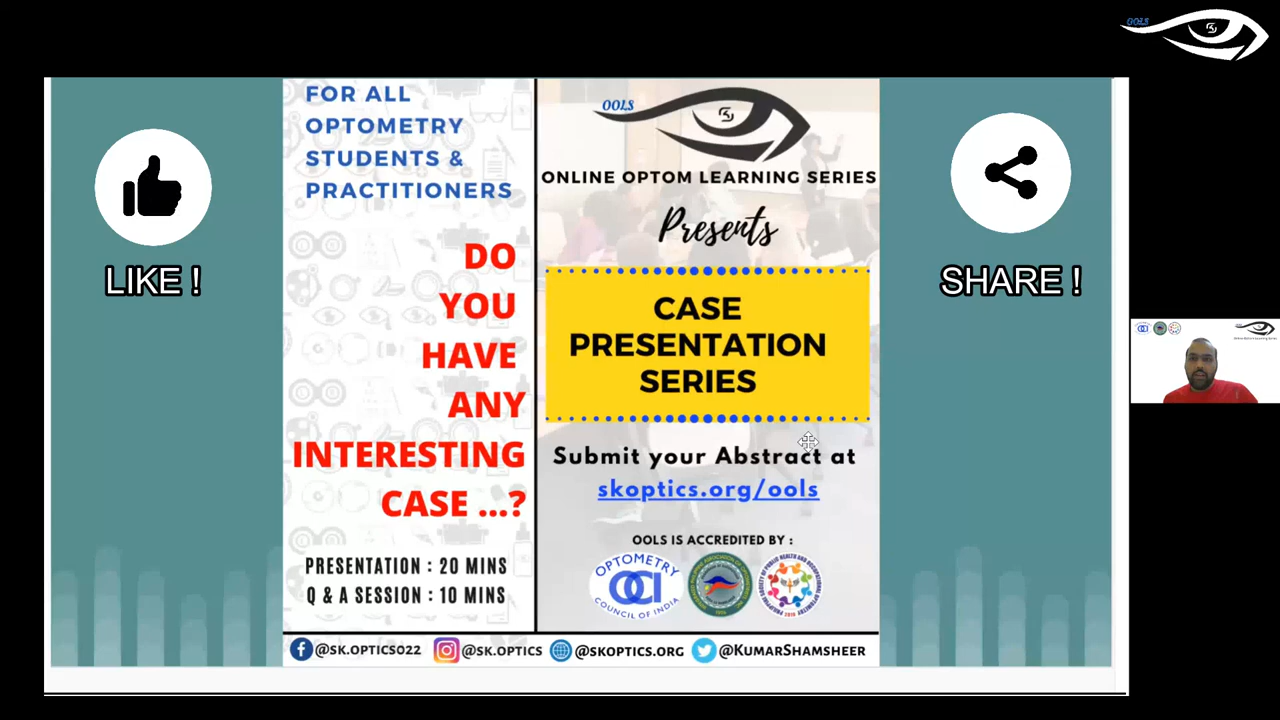 OOLS
FOR ALL
OPTOMETRY
STUDENTS &
PRACTITIONERS
DO
YOU
HAVE
ANY
INTERESTING
CASE ...?
PRESENTATION : 20 MINS
Q & A SESSION : 10 MINS
OOLS
ONLINE OPTOM LEARNING SERIES
Presents
CASE
PRESENTATION
SERIES
Submit your Abstract at
skoptics.org/ools
OOLS IS ACCREDITED BY :
OPTOMETRY
OCI
COUNCIL OF INDIA
@SK.OPTICS022
@SK.OPTICS
@SKOPTICS.ORG
@KumarShamsheer
LIKE !
SHARE !